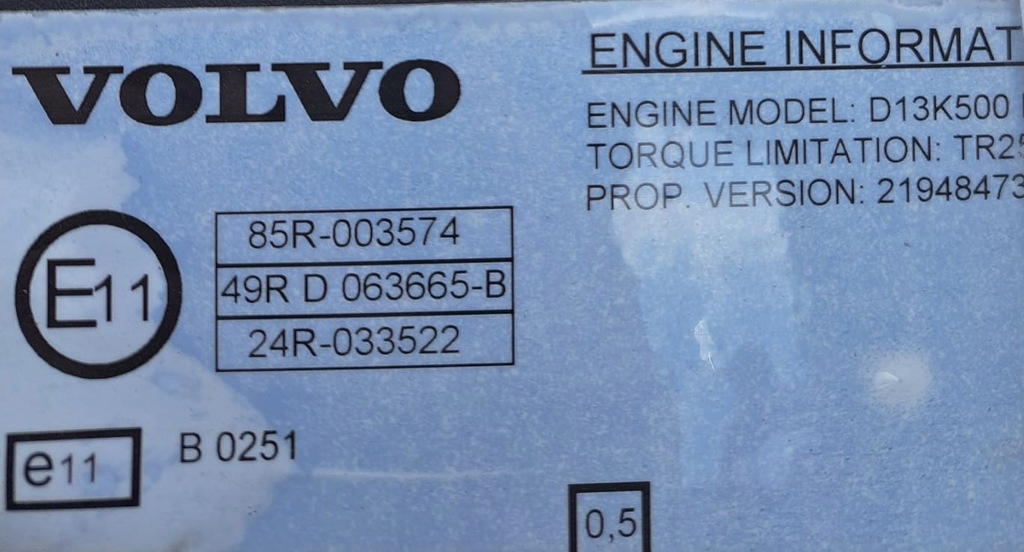 VOLVO
ENGINE INFORMAT
ENGINE MODEL: D13K500
TORQUE LIMITATION: TR25
PROP. VERSION: 21948473
E11
85R-003574
49R D 063665-B
24R-033522
e11
B 0251
0,5